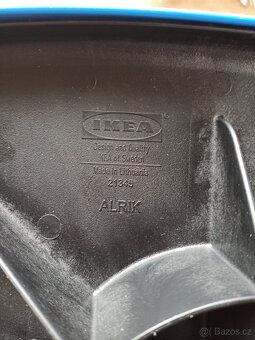 IKEA
Design and Quality
IKEA of Sweden
Made in Lithuania
21345
ALRIK
Bazos.cz